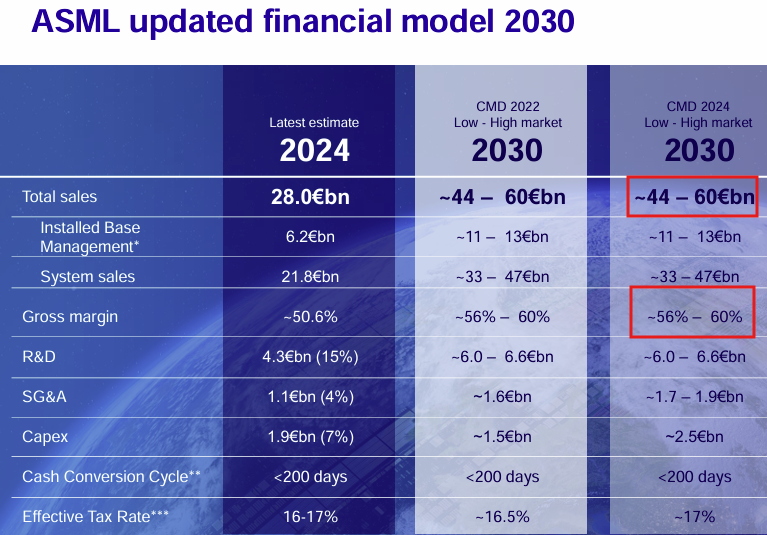 ASML updated financial model 2030
Latest estimate
2024
CMD 2022
Low - High market
2030
CMD 2024
Low - High market
2030
Total sales 28.0€bn ~44 – 60€bn ~44 – 60€bn
Installed Base
Management* 6.2€bn ~11 – 13€bn ~11 – 13€bn
System sales 21.8€bn ~33 – 47€bn ~33 – 47€bn
Gross margin ~50.6% ~56% – 60% ~56% – 60%
R&D 4.3€bn (15%) ~6.0 – 6.6€bn ~6.0 – 6.6€bn
SG&A 1.1€bn (4%) ~1.6€bn ~1.7 – 1.9€bn
Capex 1.9€bn (7%) ~1.5€bn ~2.5€bn
Cash Conversion Cycle** <200 days <200 days <200 days
Effective Tax Rate*** 16-17% ~16.5% ~17%